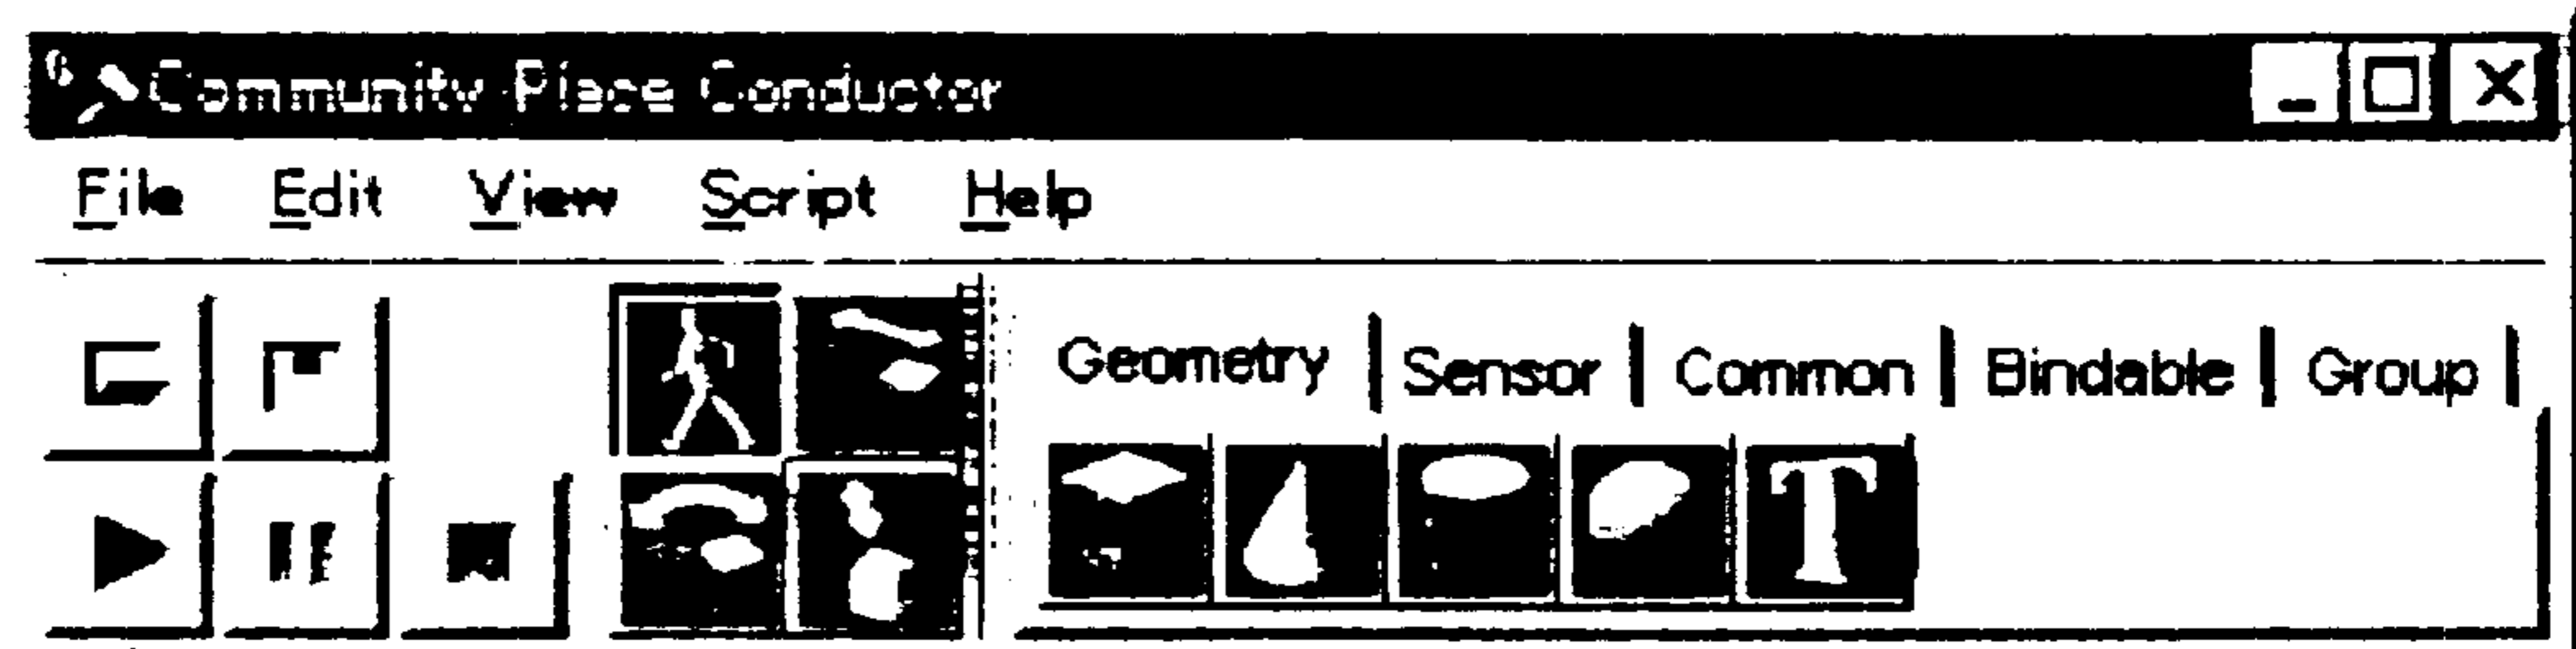 Community Place Conductor
File Edit View Script Help
Geometry Sensor Common Bindable Group
T